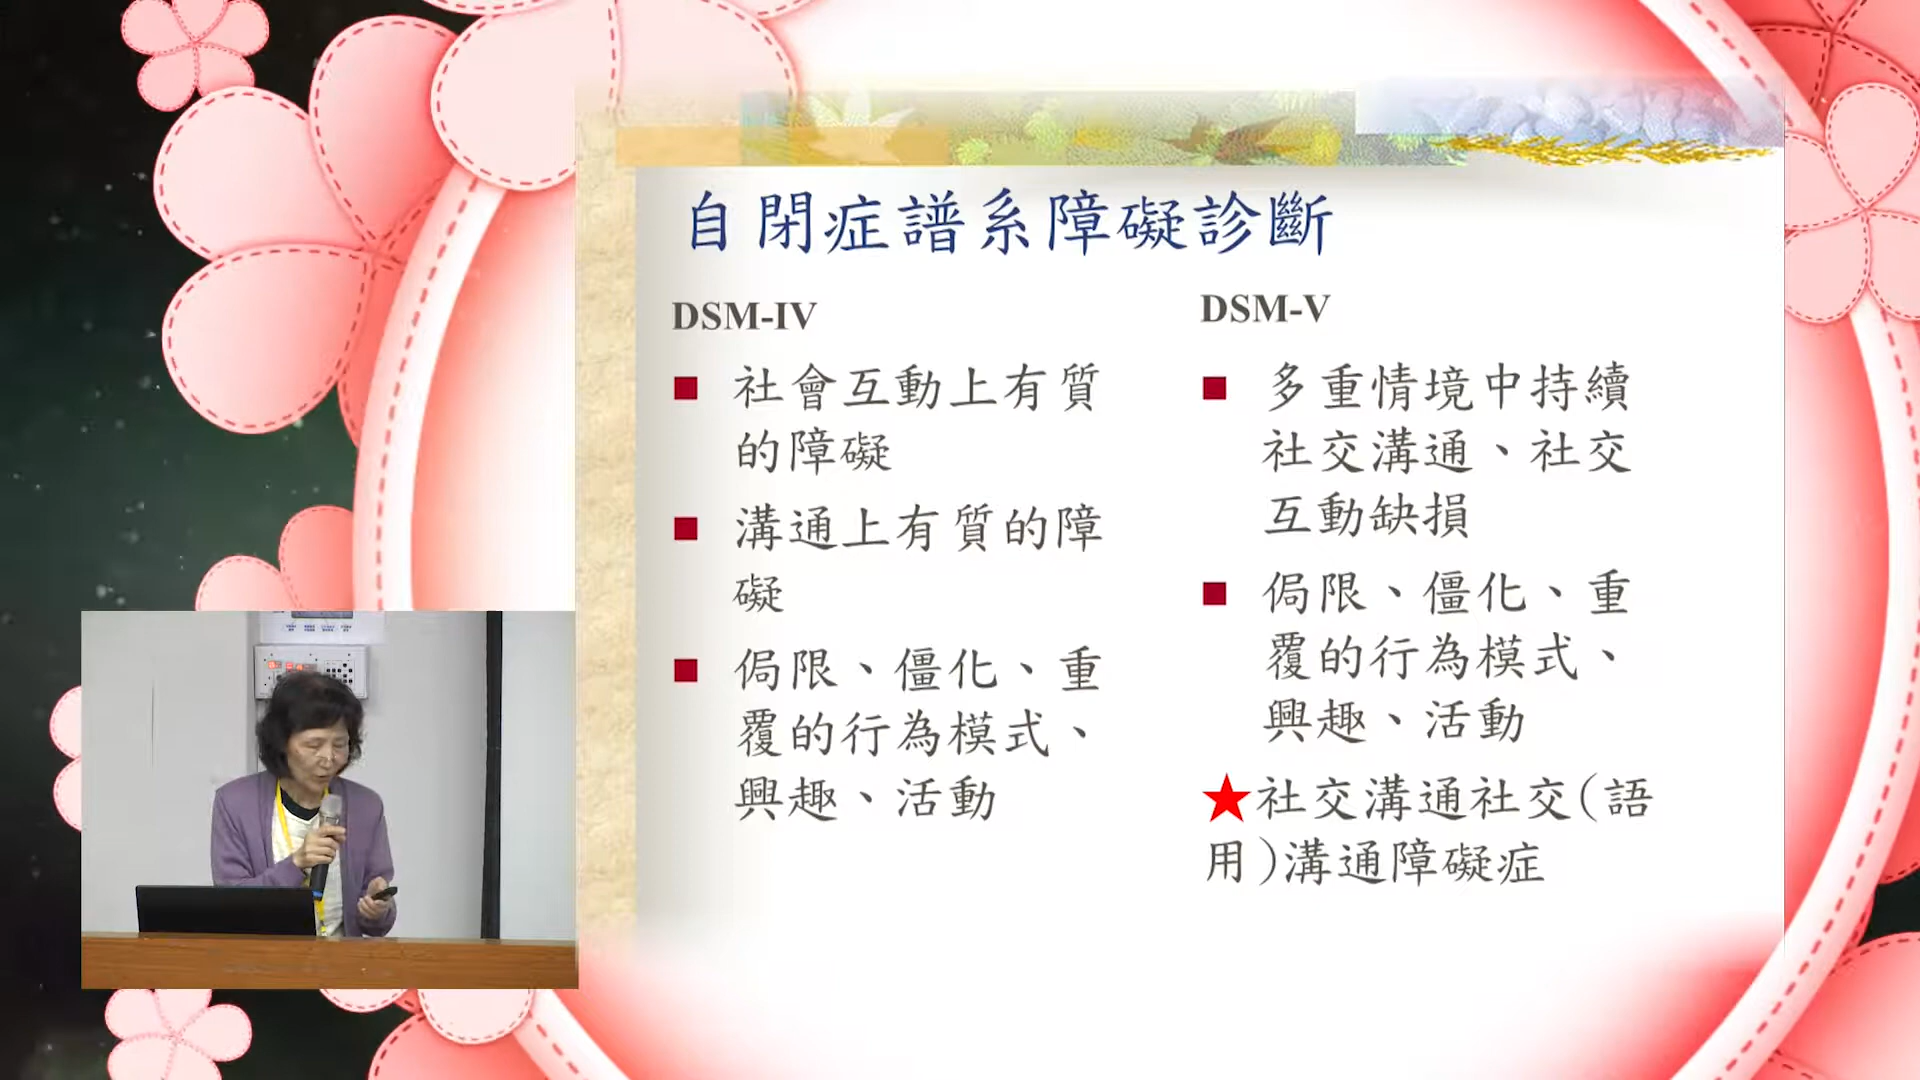 自閉症譜系障礙診斷
DSM-IV
社會互動上有質
的障礙
溝通上有質的障
礙
侷限、僵化、重
覆的行為模式、
興趣、活動
DSM-V
多重情境中持續
社交溝通、社交
互動缺損
侷限、僵化、重
覆的行為模式、
興趣、活動
★社交溝通社交(語
用)溝通障礙症